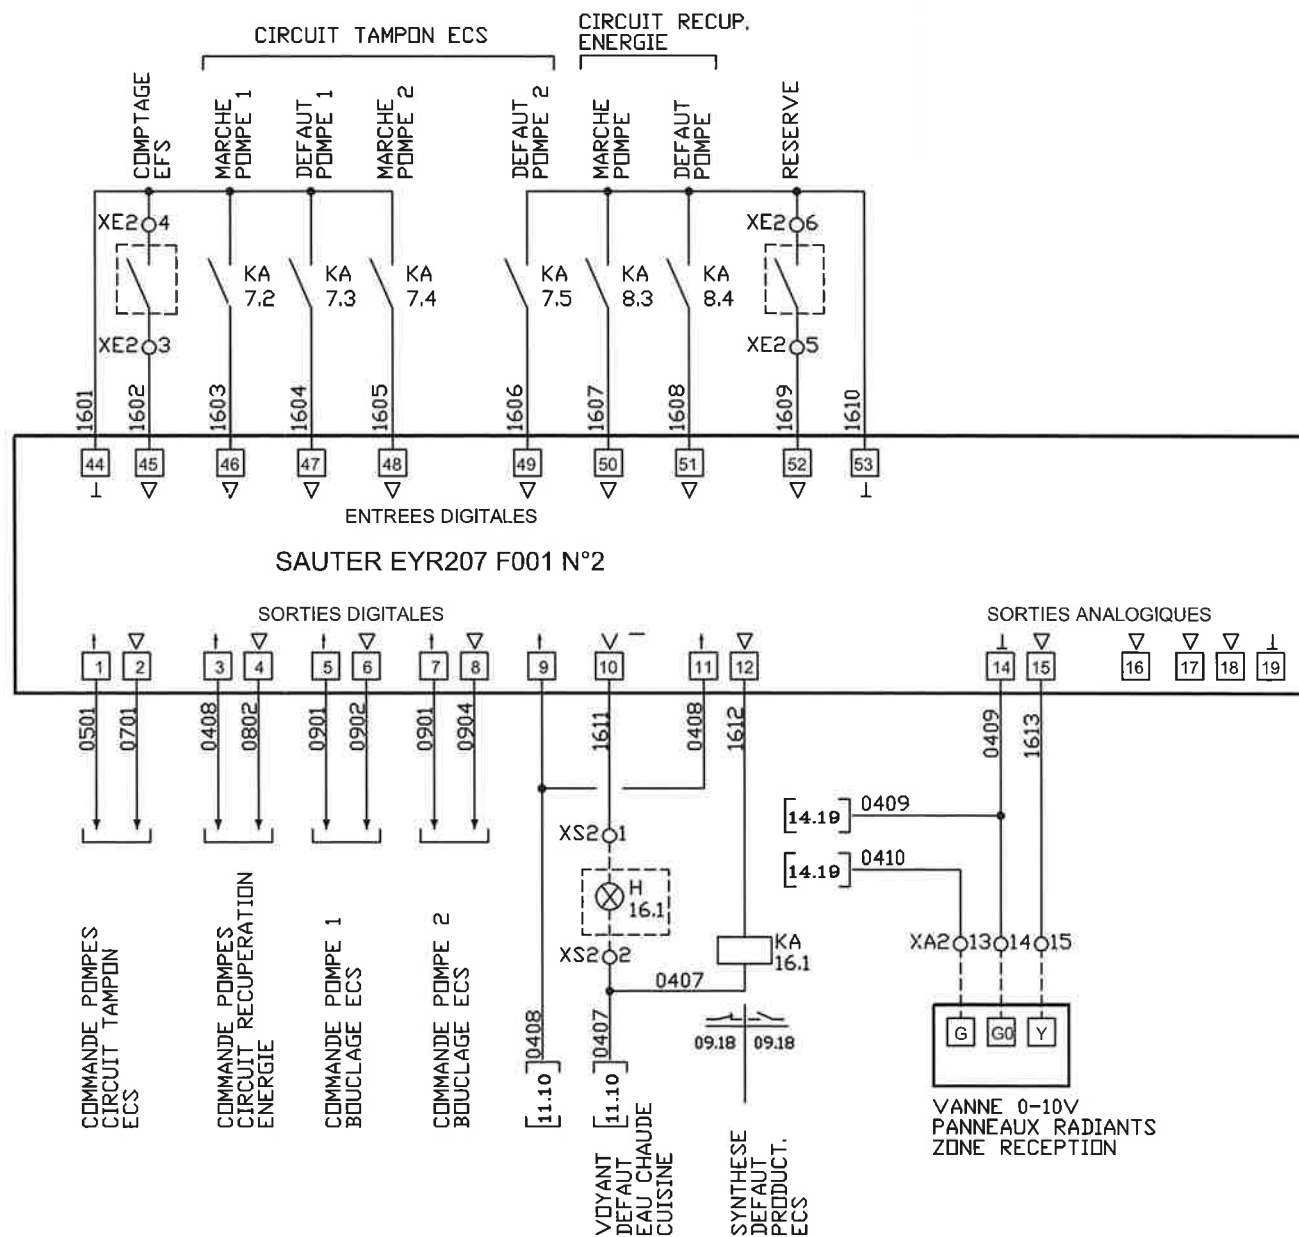 CIRCUIT TAMPON ECS
CIRCUIT RECUP.
ENERGIE
COMPTAGE
EFS
MARCHE
POMPE 1
DEFAUT
POMPE 1
MARCHE
POMPE 2
DEFAUT
POMPE 2
MARCHE
POMPE
DEFAUT
POMPE
RESERVE
XE2 4
XE2 6
KA
7.2
KA
7.3
KA
7.4
KA
7.5
KA
8.3
KA
8.4
XE2 3
XE2 5
1601
1602
1603
1604
1605
1606
1607
1608
1609
1610
44 45 46 47 48 49 50 51 52 53
ENTREES DIGITALES
SAUTER EYR207 F001 N°2
SORTIES DIGITALES
SORTIES ANALOGIQUES
1 2 3 4 5 6 7 8 9 10 11 12 14 15 16 17 18 19
0501
0701
0408
0802
0901
0902
0901
0904
1611
0408
1612
0409
1613
14.19 0409
14.19 0410
XS2 1
H
16.1
XS2 2
0407
KA
16.1
XA2 13 14 15
G G0 Y
09.18 09.18
0408
11.10
0407
11.10
COMMANDE POMPES
CIRCUIT TAMPON
ECS
COMMANDE POMPES
CIRCUIT RECUPERATION
ENERGIE
COMMANDE POMPE 1
BOUCLAGE ECS
COMMANDE POMPE 2
BOUCLAGE ECS
VOYANT
DEFAUT
EAU CHAUDE
CUISINE
SYNTHESE
DEFAUT
PRODUCT.
ECS
VANNE 0-10V
PANNEAUX RADIANTS
ZONE RECEPTION